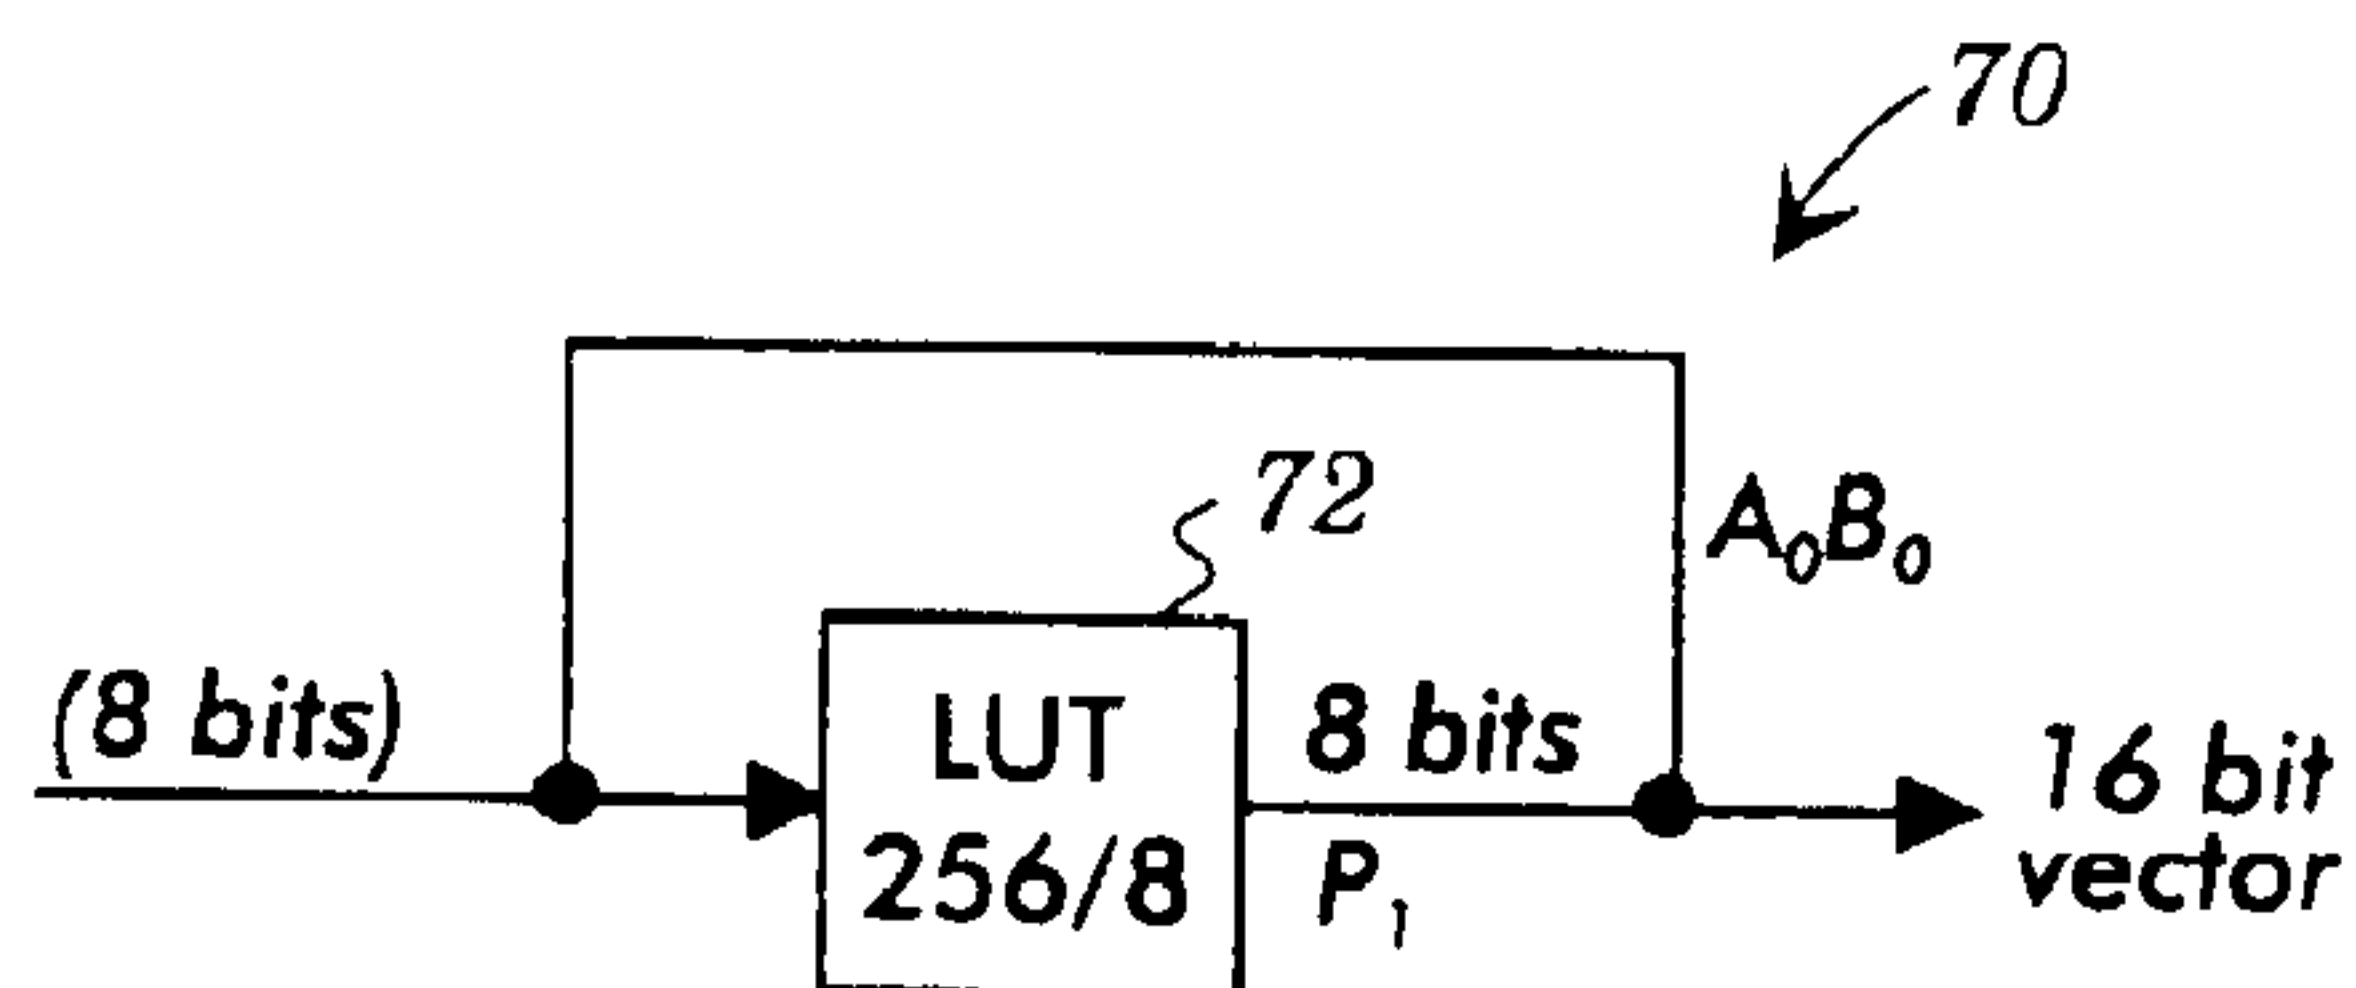 70
72
A₀B₀
(8 bits)
LUT
256/8
8 bits
P₁
16 bit
vector